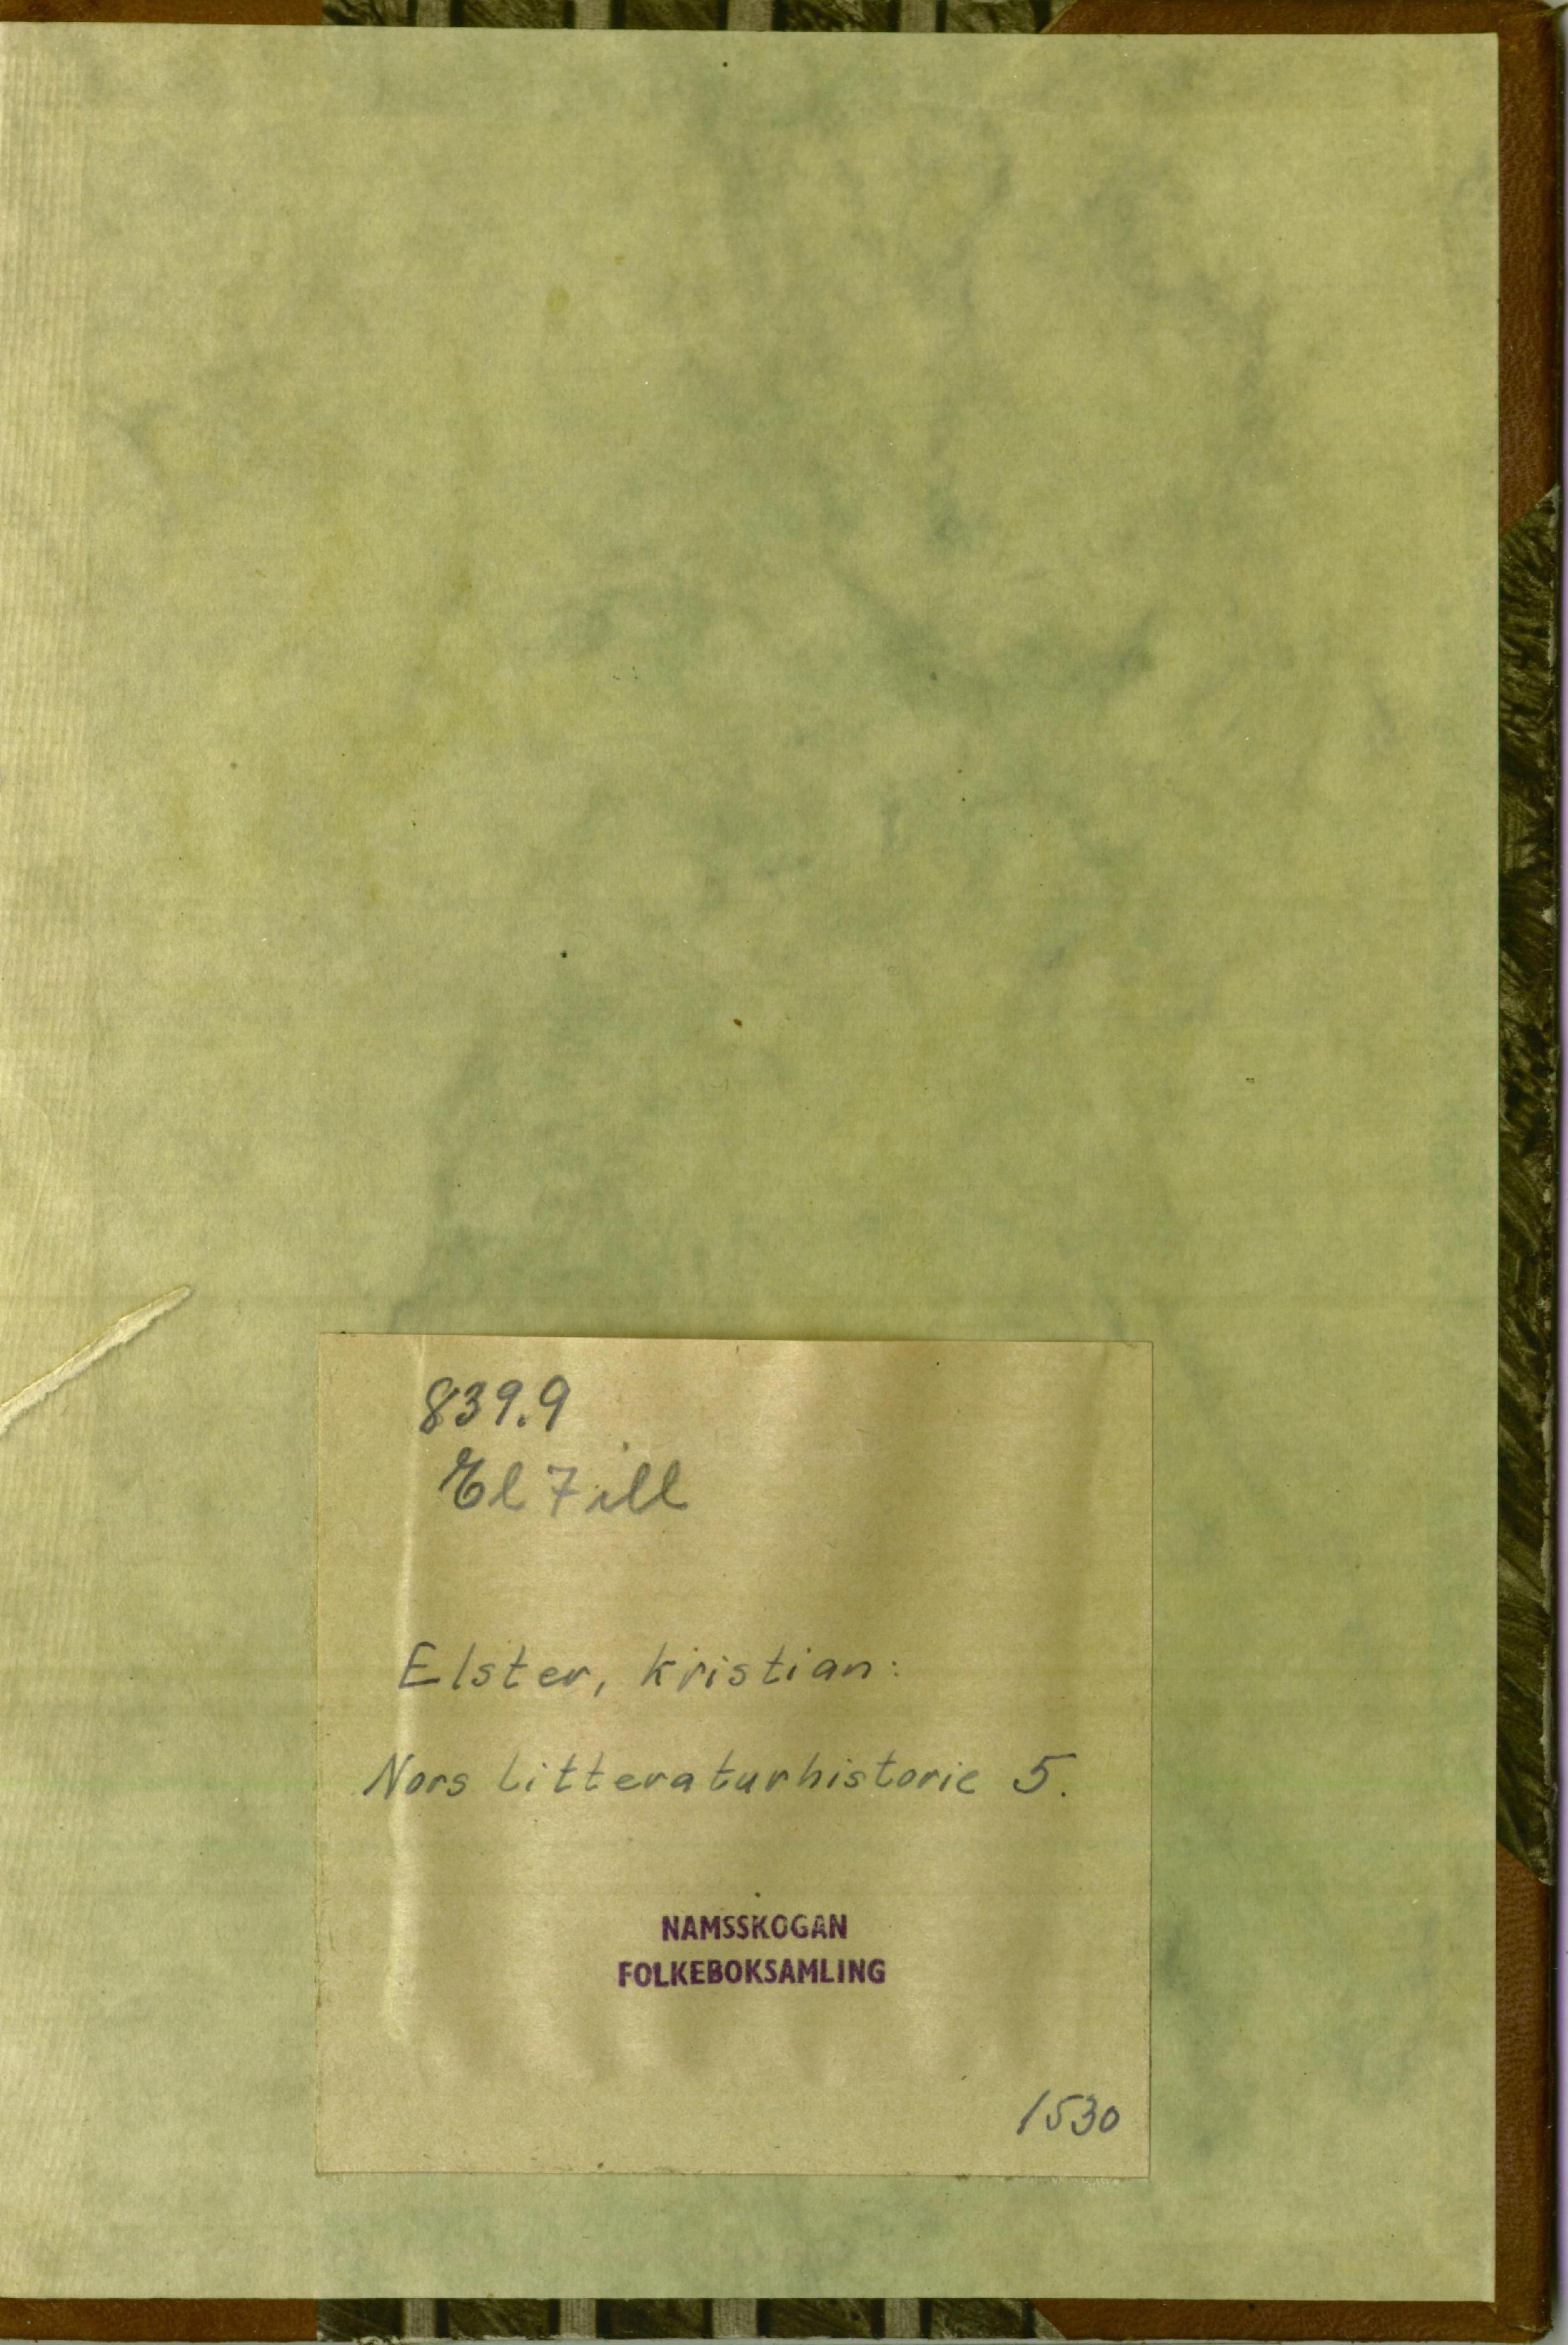 839.9
El 7 ill
Elster, Kristian:
Nors litteraturhistorie 5.
NAMSSKOGAN
FOLKEBOKSAMLING
1530